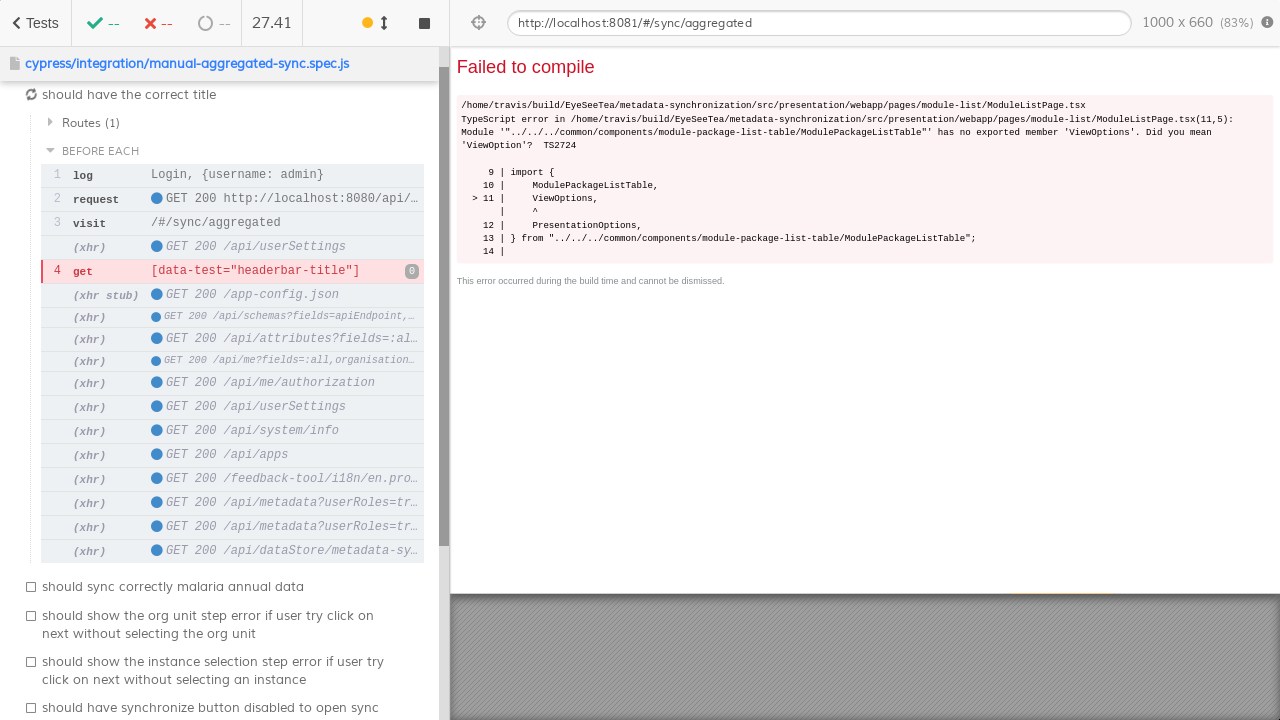 Tests
--
--
--
27.41
http://localhost:8081/#/sync/aggregated
1000 x 660 (83%)
cypress/integration/manual-aggregated-sync.spec.js
should have the correct title
Routes (1)
BEFORE EACH
1 log Login, {username: admin}
2 request GET 200 http://localhost:8080/api/…
3 visit /#/sync/aggregated
(xhr) GET 200 /api/userSettings
4 get [data-test="headerbar-title"] 0
(xhr stub) GET 200 /app-config.json
(xhr) GET 200 /api/schemas?fields=apiEndpoint,…
(xhr) GET 200 /api/attributes?fields=:al…
(xhr) GET 200 /api/me?fields=:all,organisation…
(xhr) GET 200 /api/me/authorization
(xhr) GET 200 /api/userSettings
(xhr) GET 200 /api/system/info
(xhr) GET 200 /api/apps
(xhr) GET 200 /feedback-tool/i18n/en.pro…
(xhr) GET 200 /api/metadata?userRoles=tr…
(xhr) GET 200 /api/metadata?userRoles=tr…
(xhr) GET 200 /api/dataStore/metadata-sy…
should sync correctly malaria annual data
should show the org unit step error if user try click on
next without selecting the org unit
should show the instance selection step error if user try
click on next without selecting an instance
should have synchronize button disabled to open sync
Failed to compile
/home/travis/build/EyeSeeTea/metadata-synchronization/src/presentation/webapp/pages/module-list/ModuleListPage.tsx
TypeScript error in /home/travis/build/EyeSeeTea/metadata-synchronization/src/presentation/webapp/pages/module-list/ModuleListPage.tsx(11,5):
Module '"../../../common/components/module-package-list-table/ModulePackageListTable"' has no exported member 'ViewOptions'. Did you mean
'ViewOption'?  TS2724
9 | import {
10 |     ModulePackageListTable,
> 11 |     ViewOptions,
|     ^
12 |     PresentationOptions,
13 | } from "../../../common/components/module-package-list-table/ModulePackageListTable";
14 |
This error occurred during the build time and cannot be dismissed.